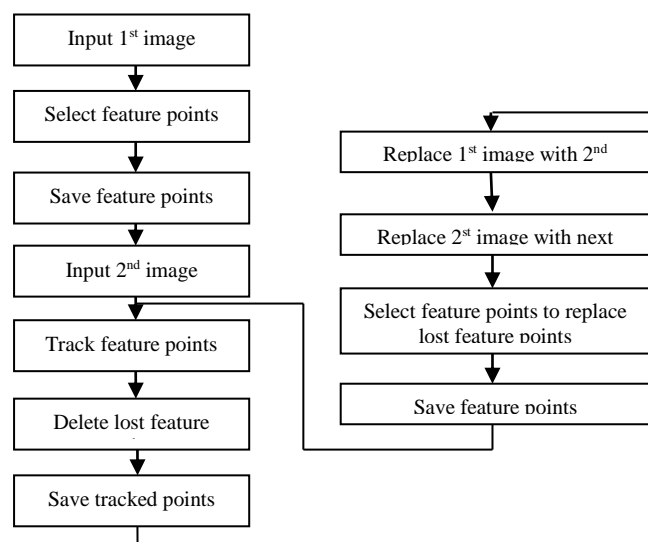 Input 1st image
Select feature points
Save feature points
Input 2nd image
Track feature points
Delete lost feature
Save tracked points
Replace 1st image with 2nd
Replace 2st image with next
Select feature points to replace
lost feature points
Save feature points